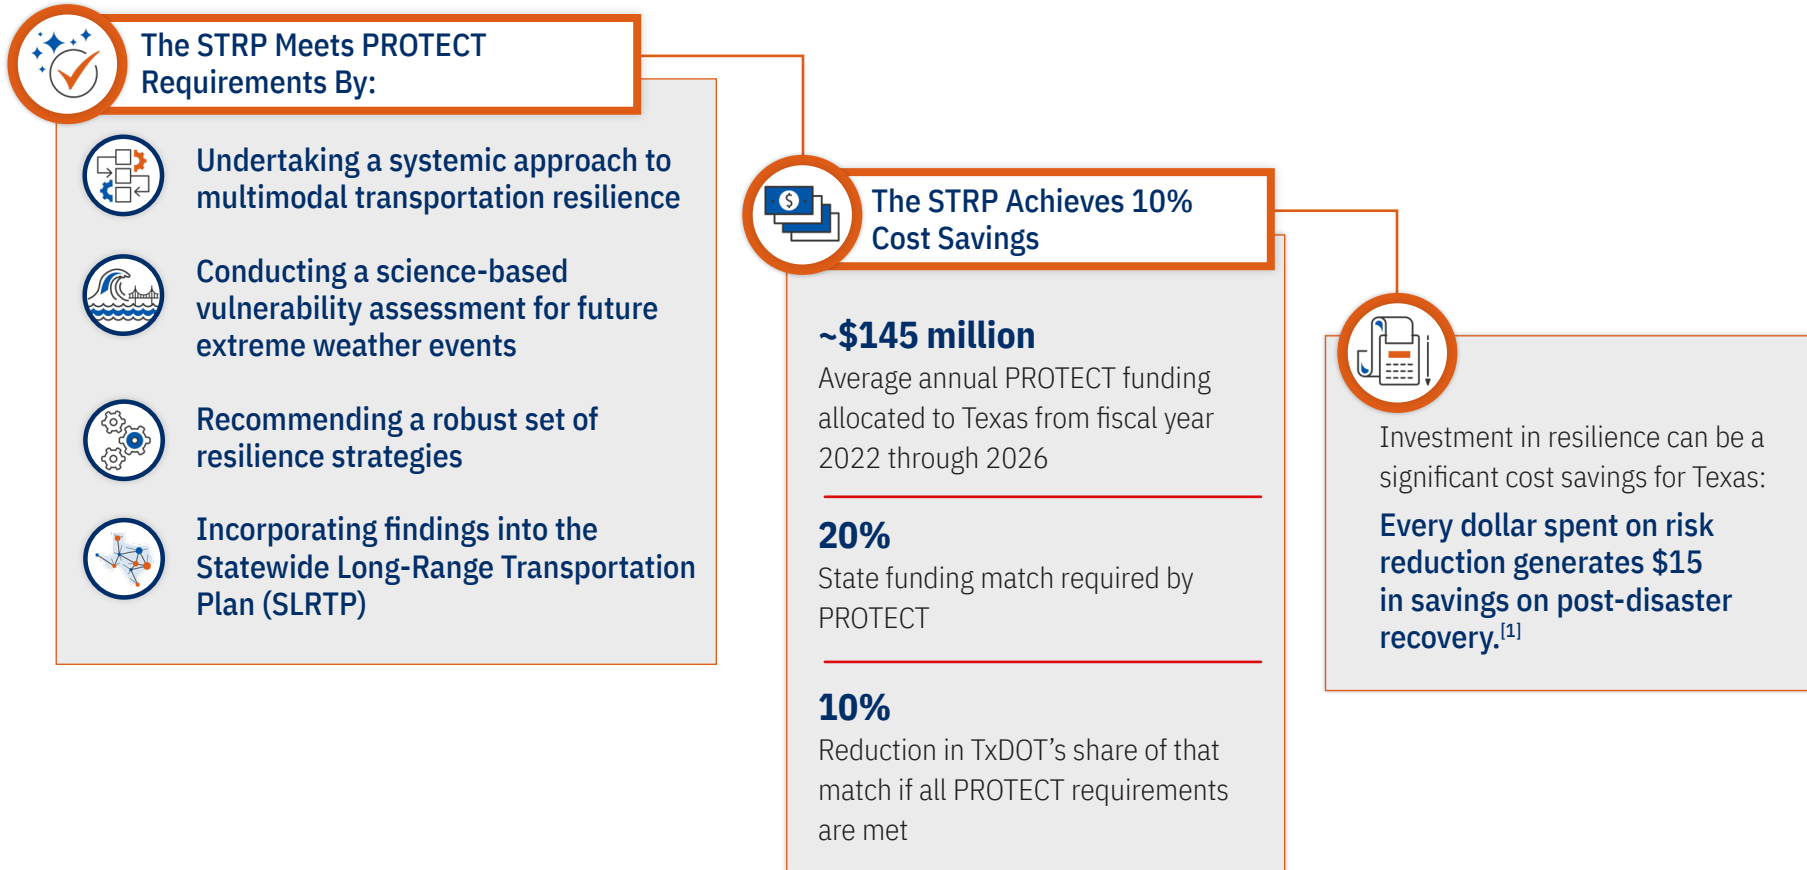 The STRP Meets PROTECT
Requirements By:
Undertaking a systemic approach to
multimodal transportation resilience
Conducting a science-based
vulnerability assessment for future
extreme weather events
Recommending a robust set of
resilience strategies
Incorporating findings into the
Statewide Long-Range Transportation
Plan (SLRTP)
$
The STRP Achieves 10%
Cost Savings
~$145 million
Average annual PROTECT funding
allocated to Texas from fiscal year
2022 through 2026
20%
State funding match required by
PROTECT
10%
Reduction in TxDOT’s share of that
match if all PROTECT requirements
are met
Investment in resilience can be a
significant cost savings for Texas:
Every dollar spent on risk
reduction generates $15
in savings on post-disaster
recovery.[1]